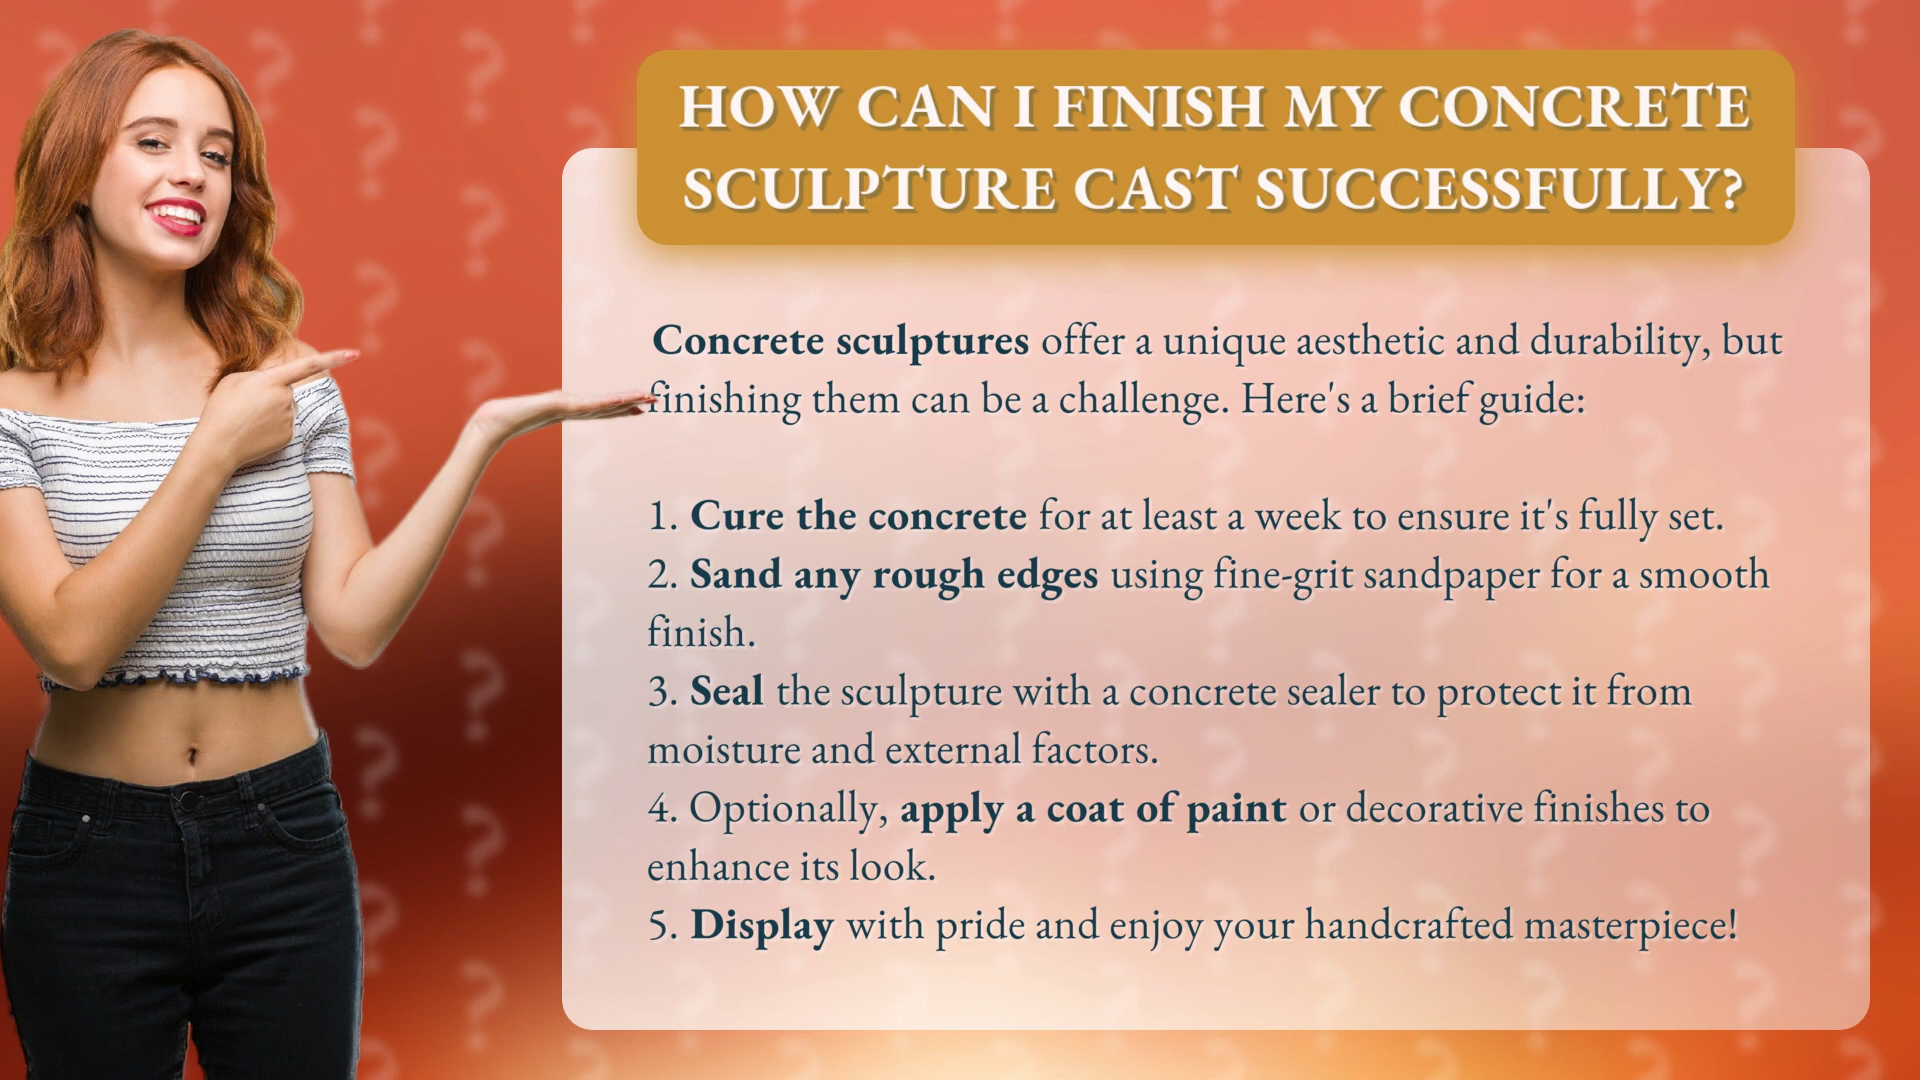 HOW CAN I FINISH MY CONCRETE
SCULPTURE CAST SUCCESSFULLY?
Concrete sculptures offer a unique aesthetic and durability, but
finishing them can be a challenge. Here's a brief guide:
1. Cure the concrete for at least a week to ensure it's fully set.
2. Sand any rough edges using fine-grit sandpaper for a smooth
finish.
3. Seal the sculpture with a concrete sealer to protect it from
moisture and external factors.
4. Optionally, apply a coat of paint or decorative finishes to
enhance its look.
5. Display with pride and enjoy your handcrafted masterpiece!